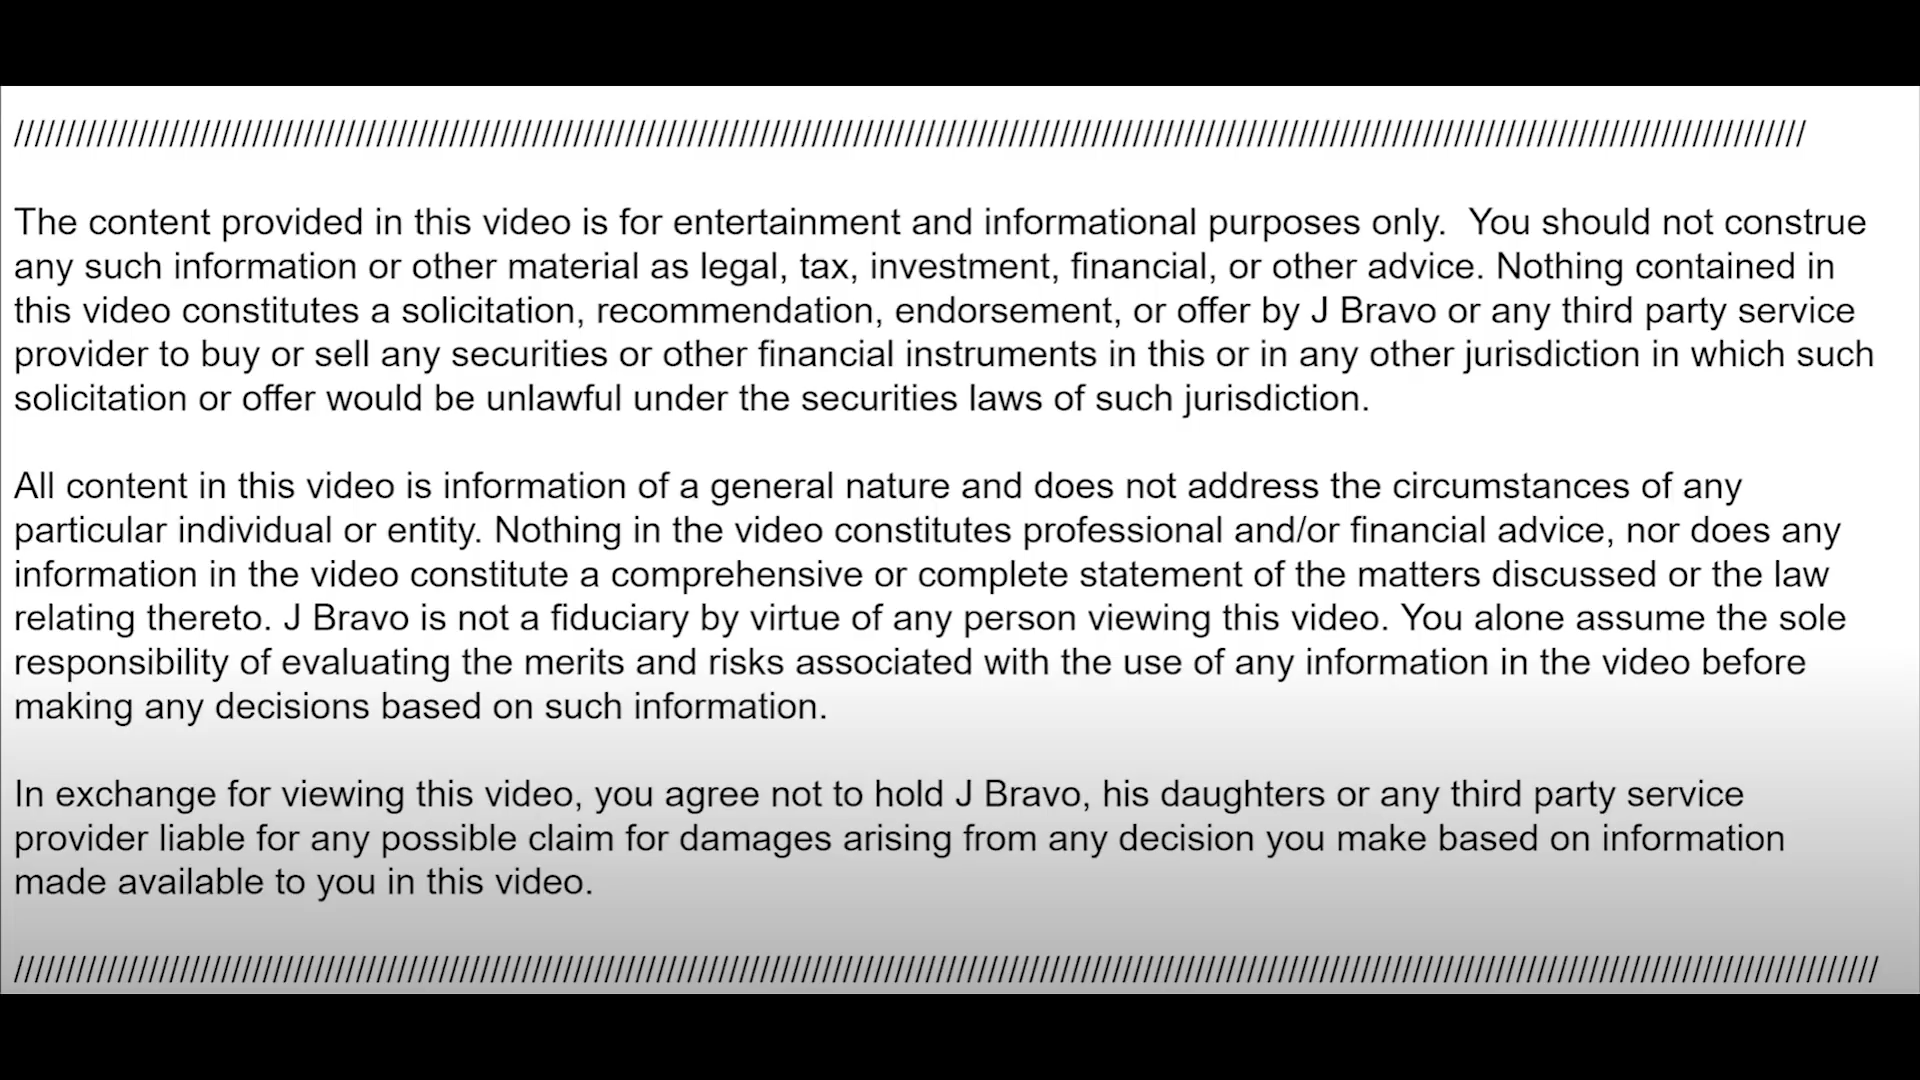 ////////////////////////////////////////////////////////////////////////////////////////////////////////////////////////////////////////////////////////////////////////////
The content provided in this video is for entertainment and informational purposes only.  You should not construe
any such information or other material as legal, tax, investment, financial, or other advice. Nothing contained in
this video constitutes a solicitation, recommendation, endorsement, or offer by J Bravo or any third party service
provider to buy or sell any securities or other financial instruments in this or in any other jurisdiction in which such
solicitation or offer would be unlawful under the securities laws of such jurisdiction.
All content in this video is information of a general nature and does not address the circumstances of any
particular individual or entity. Nothing in the video constitutes professional and/or financial advice, nor does any
information in the video constitute a comprehensive or complete statement of the matters discussed or the law
relating thereto. J Bravo is not a fiduciary by virtue of any person viewing this video. You alone assume the sole
responsibility of evaluating the merits and risks associated with the use of any information in the video before
making any decisions based on such information.
In exchange for viewing this video, you agree not to hold J Bravo, his daughters or any third party service
provider liable for any possible claim for damages arising from any decision you make based on information
made available to you in this video.
///////////////////////////////////////////////////////////////////////////////////////////////////////////////////////////////////////////////////////////////////////////////////